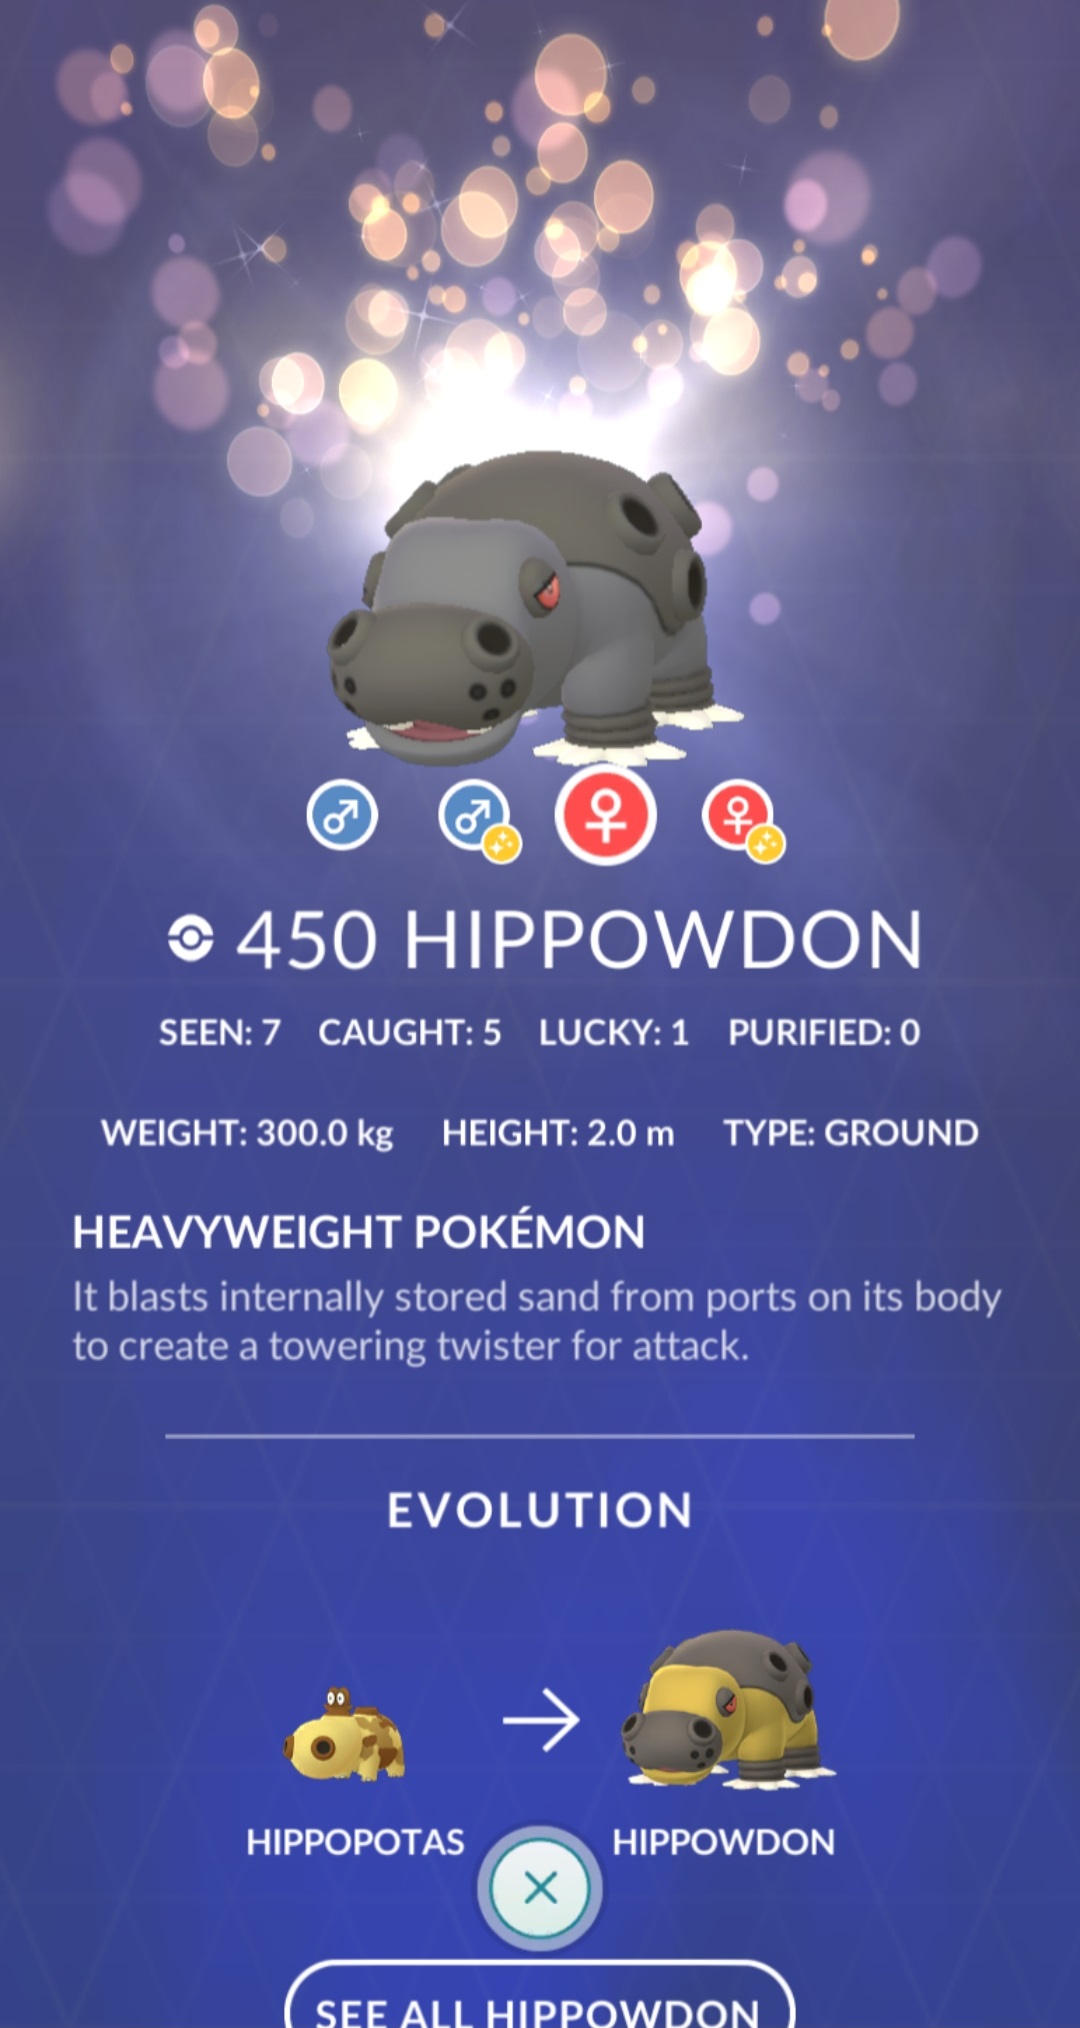 450 HIPPOWDON
SEEN: 7 CAUGHT: 5 LUCKY: 1 PURIFIED: 0
WEIGHT: 300.0 kg HEIGHT: 2.0 m TYPE: GROUND
HEAVYWEIGHT POKÉMON
It blasts internally stored sand from ports on its body
to create a towering twister for attack.
EVOLUTION
HIPPOPOTAS HIPPOWDON
SEE ALL HIPPOWDON